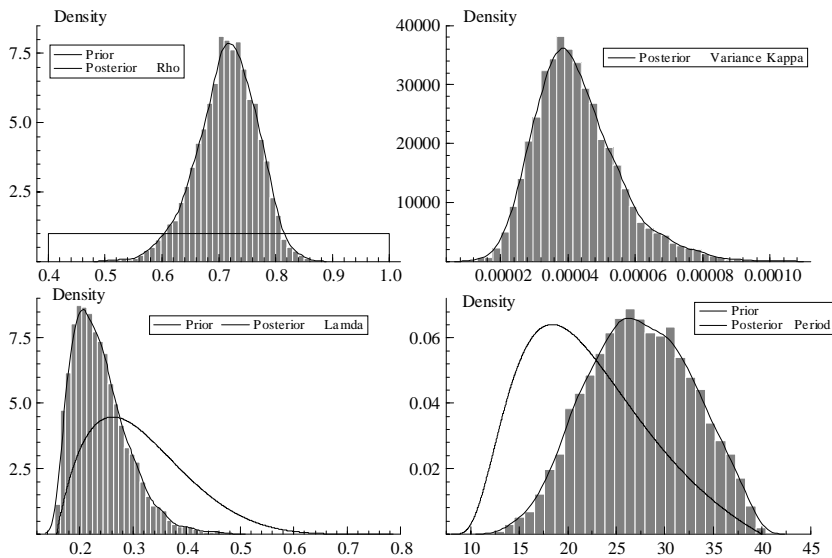 Density
Density
7.5
5.0
2.5
Prior
Posterior Rho
0.4 0.5 0.6 0.7 0.8 0.9 1.0
40000
30000
20000
10000
Posterior Variance Kappa
0.00002 0.00004 0.00006 0.00008 0.00010
Density
7.5
5.0
2.5
Prior Posterior Lamda
0.2 0.3 0.4 0.5 0.6 0.7 0.8
Density
0.06
0.04
0.02
Prior
Posterior Period
10 15 20 25 30 35 40 45